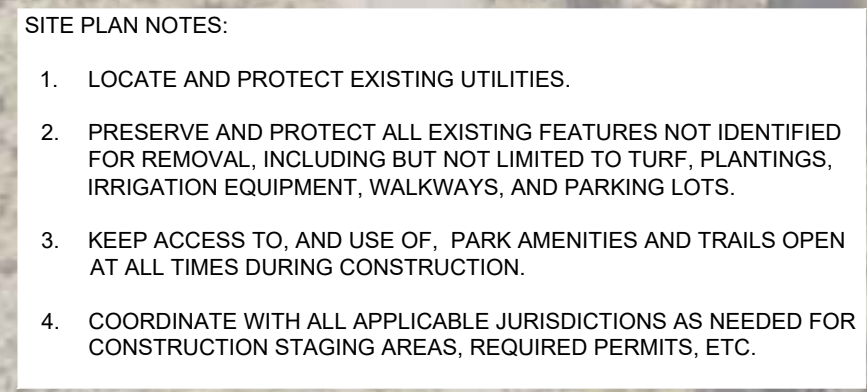 SITE PLAN NOTES:
1. LOCATE AND PROTECT EXISTING UTILITIES.
2. PRESERVE AND PROTECT ALL EXISTING FEATURES NOT IDENTIFIED
FOR REMOVAL, INCLUDING BUT NOT LIMITED TO TURF, PLANTINGS,
IRRIGATION EQUIPMENT, WALKWAYS, AND PARKING LOTS.
3. KEEP ACCESS TO, AND USE OF, PARK AMENITIES AND TRAILS OPEN
AT ALL TIMES DURING CONSTRUCTION.
4. COORDINATE WITH ALL APPLICABLE JURISDICTIONS AS NEEDED FOR
CONSTRUCTION STAGING AREAS, REQUIRED PERMITS, ETC.